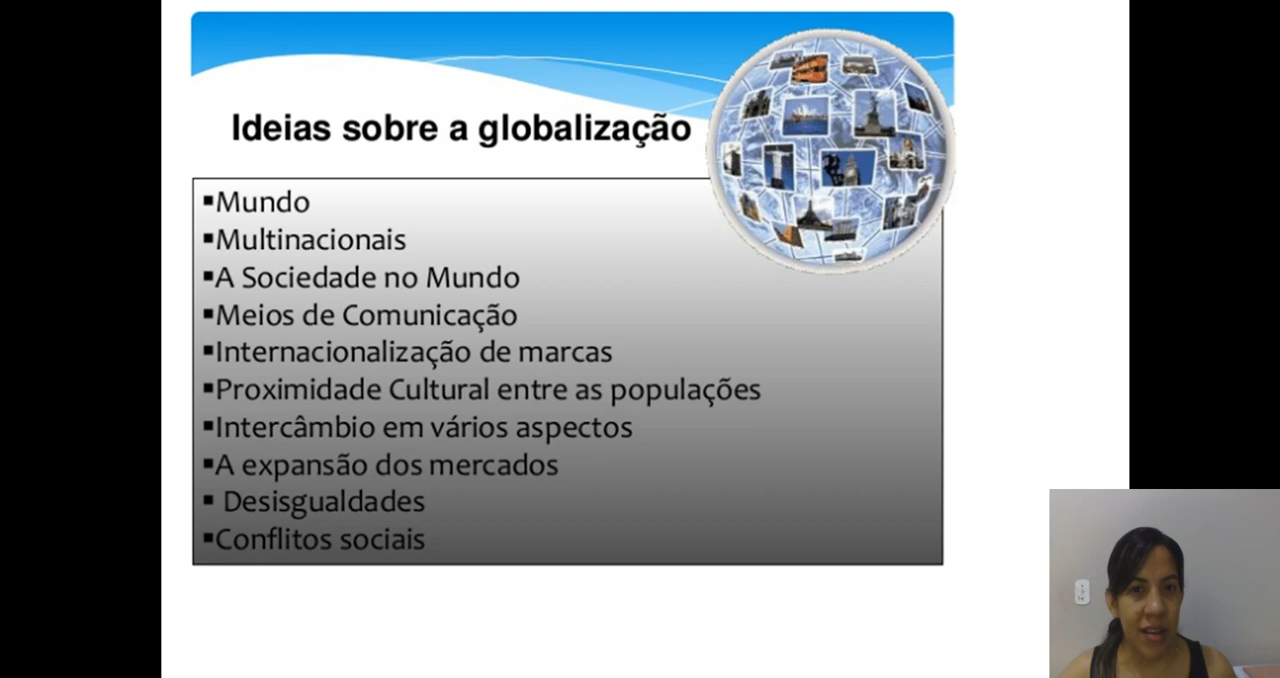 Ideias sobre a globalização
▪Mundo
▪Multinacionais
▪A Sociedade no Mundo
▪Meios de Comunicação
▪Internacionalização de marcas
▪Proximidade Cultural entre as populações
▪Intercâmbio em vários aspectos
▪A expansão dos mercados
▪ Desisgualdades
▪Conflitos sociais